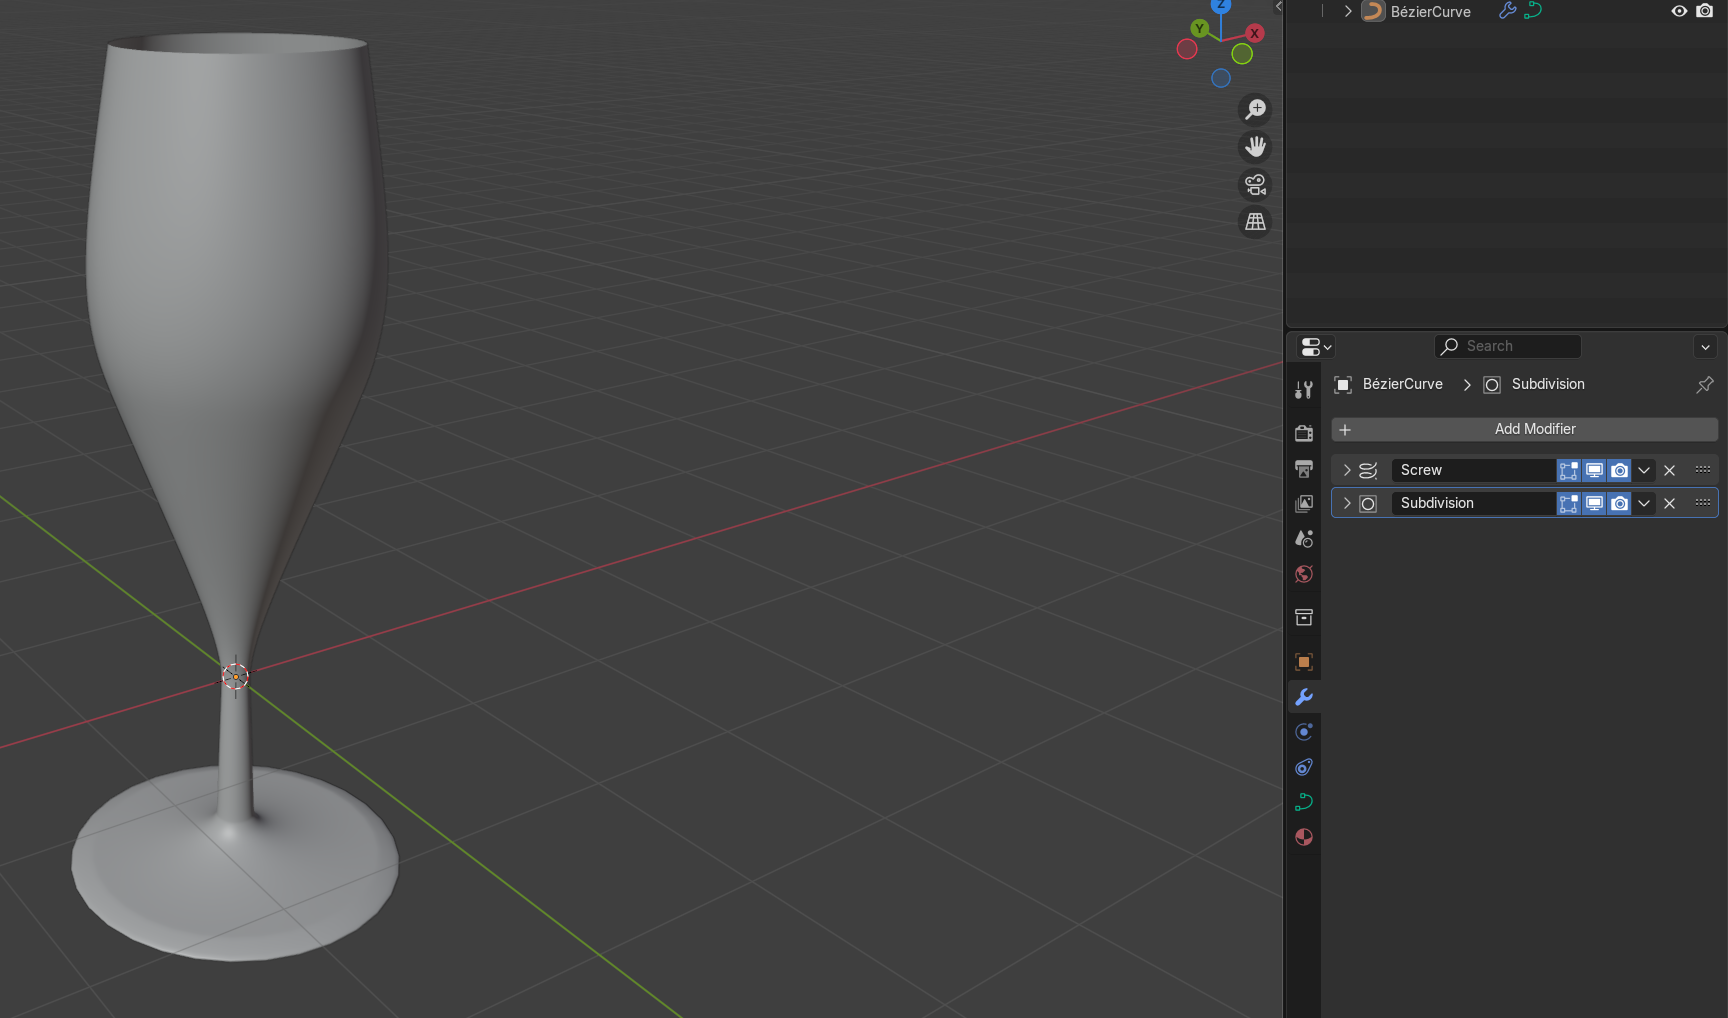 Z
Y
X
BézierCurve
Search
BézierCurve > Subdivision
Add Modifier
Screw
Subdivision